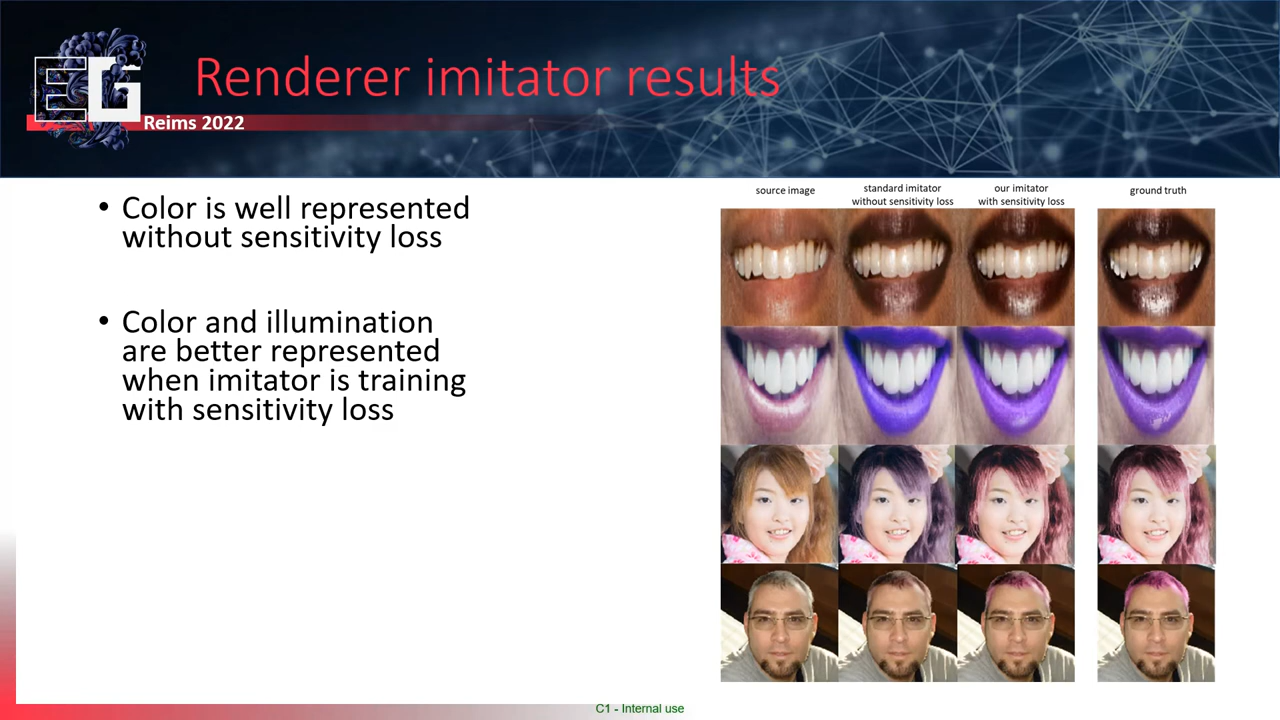 EG
Renderer imitator results
Reims 2022
• Color is well represented
without sensitivity loss
• Color and illumination
are better represented
when imitator is training
with sensitivity loss
source image
standard imitator
without sensitivity loss
our imitator
with sensitivity loss
ground truth
C1 - Internal use